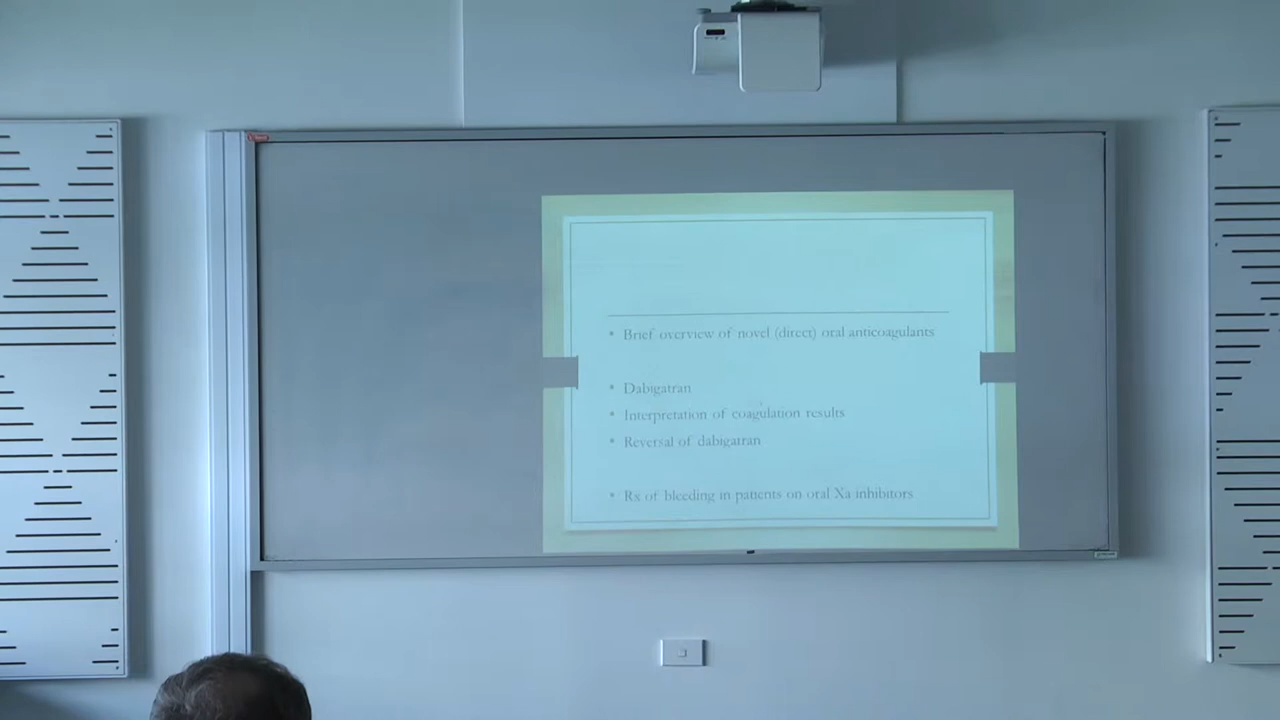 • Brief overview of novel (direct) oral anticoagulants
• Dabigatran
• Interpretation of coagulation results
• Reversal of dabigatran
• Rx of bleeding in patients on oral Xa inhibitors